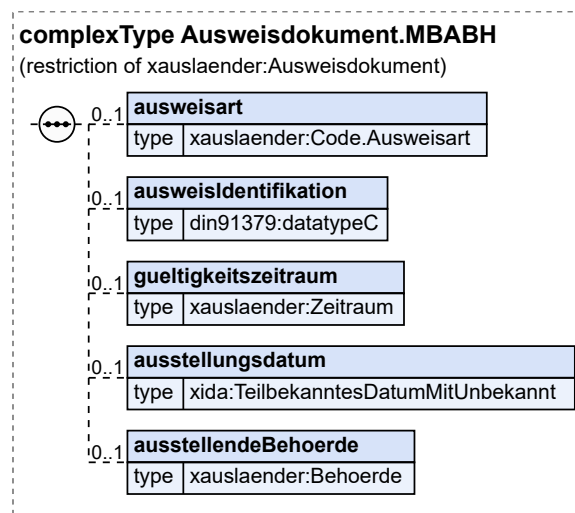 complexType Ausweisdokument.MBABH
(restriction of xauslaender:Ausweisdokument)
0..1 ausweisart
type xauslaender:Code.Ausweisart
0..1 ausweisIdentifikation
type din91379:datatypeC
0..1 gueltigkeitszeitraum
type xauslaender:Zeitraum
0..1 ausstellungsdatum
type xida:TeilbekanntesDatumMitUnbekannt
0..1 ausstellendeBehoerde
type xauslaender:Behoerde